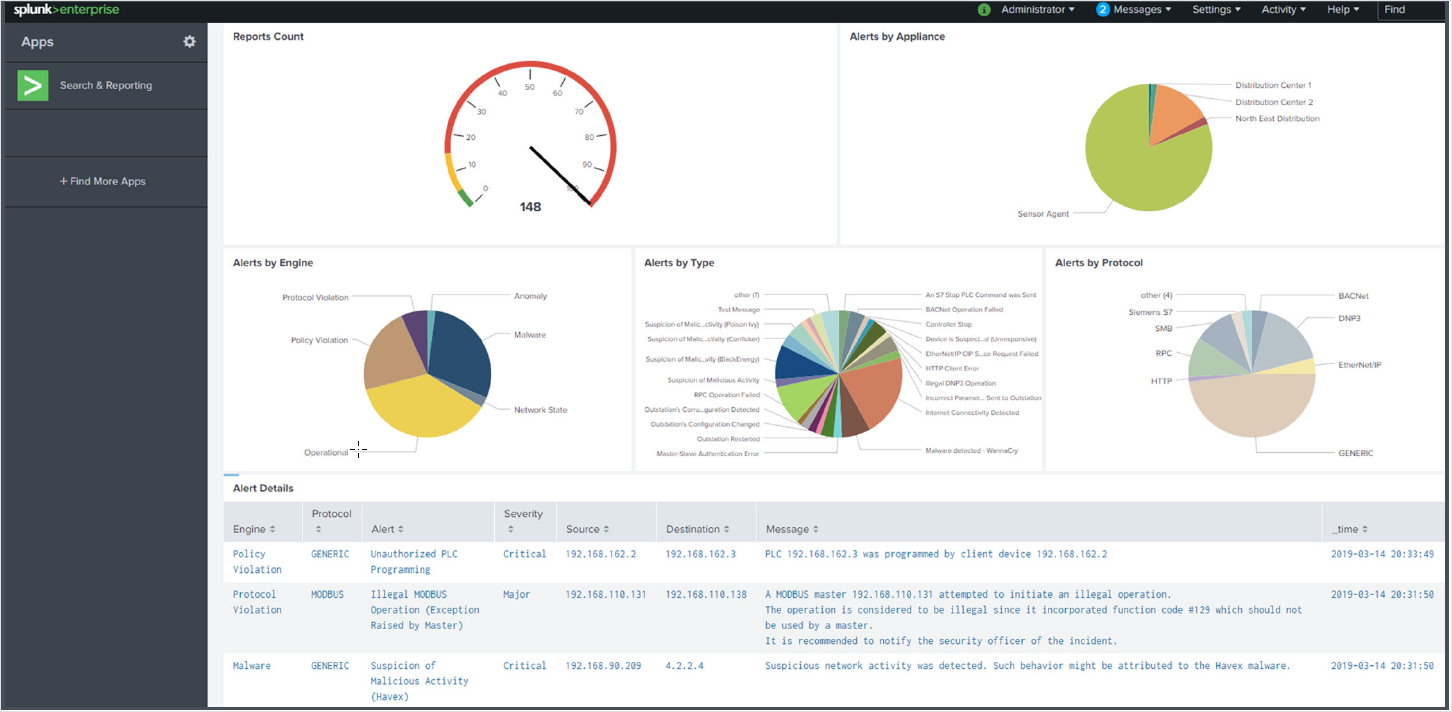 splunk>enterprise
i Administrator 2 Messages Settings Activity Help Find
Apps
Search & Reporting
+ Find More Apps
Reports Count
0
10
20
30
40
50
60
70
80
90
100
148
Alerts by Appliance
Distribution Center 1
Distribution Center 2
North East Distribution
Sensor Agent
Alerts by Engine
Protocol Violation
Anomaly
Malware
Policy Violation
Network State
Operational
Alerts by Type
other (7)
Test Message
Suspicion of Malic...ctivity (Poison Ivy)
Suspicion of Malic...ctivity (Conficker)
Suspicion of Malic...vity (BlackEnergy)
Suspicion of Malicious Activity
RPC Operation Failed
Outstation's Corru...guration Detected
Outstation's Configuration Changed
Outstation Restarted
Master-Slave Authentication Error
An S7 Stop PLC Command was Sent
BACNet Operation Failed
Controller Stop
Device is Suspect...d (Unresponsive)
EtherNet/IP CIP S...ce Request Failed
HTTP Client Error
Illegal DNP3 Operation
Incorrect Paramet... Sent to Outstation
Internet Connectivity Detected
Malware detected - WannaCry
Alerts by Protocol
other (4)
Siemens S7
SMB
RPC
HTTP
BACNet
DNP3
EtherNet/IP
GENERIC
Alert Details
Engine Protocol Alert Severity Source Destination Message _time
Policy Violation GENERIC Unauthorized PLC Programming Critical 192.168.162.2 192.168.162.3 PLC 192.168.162.3 was programmed by client device 192.168.162.2 2019-03-14 20:33:49
Protocol Violation MODBUS Illegal MODBUS Operation (Exception Raised by Master) Major 192.168.110.131 192.168.110.138 A MODBUS master 192.168.110.131 attempted to initiate an illegal operation. 2019-03-14 20:31:50
The operation is considered to be illegal since it incorporated function code #129 which should not
be used by a master.
It is recommended to notify the security officer of the incident.
Malware GENERIC Suspicion of Malicious Activity (Havex) Critical 192.168.90.209 4.2.2.4 Suspicious network activity was detected. Such behavior might be attributed to the Havex malware. 2019-03-14 20:31:50